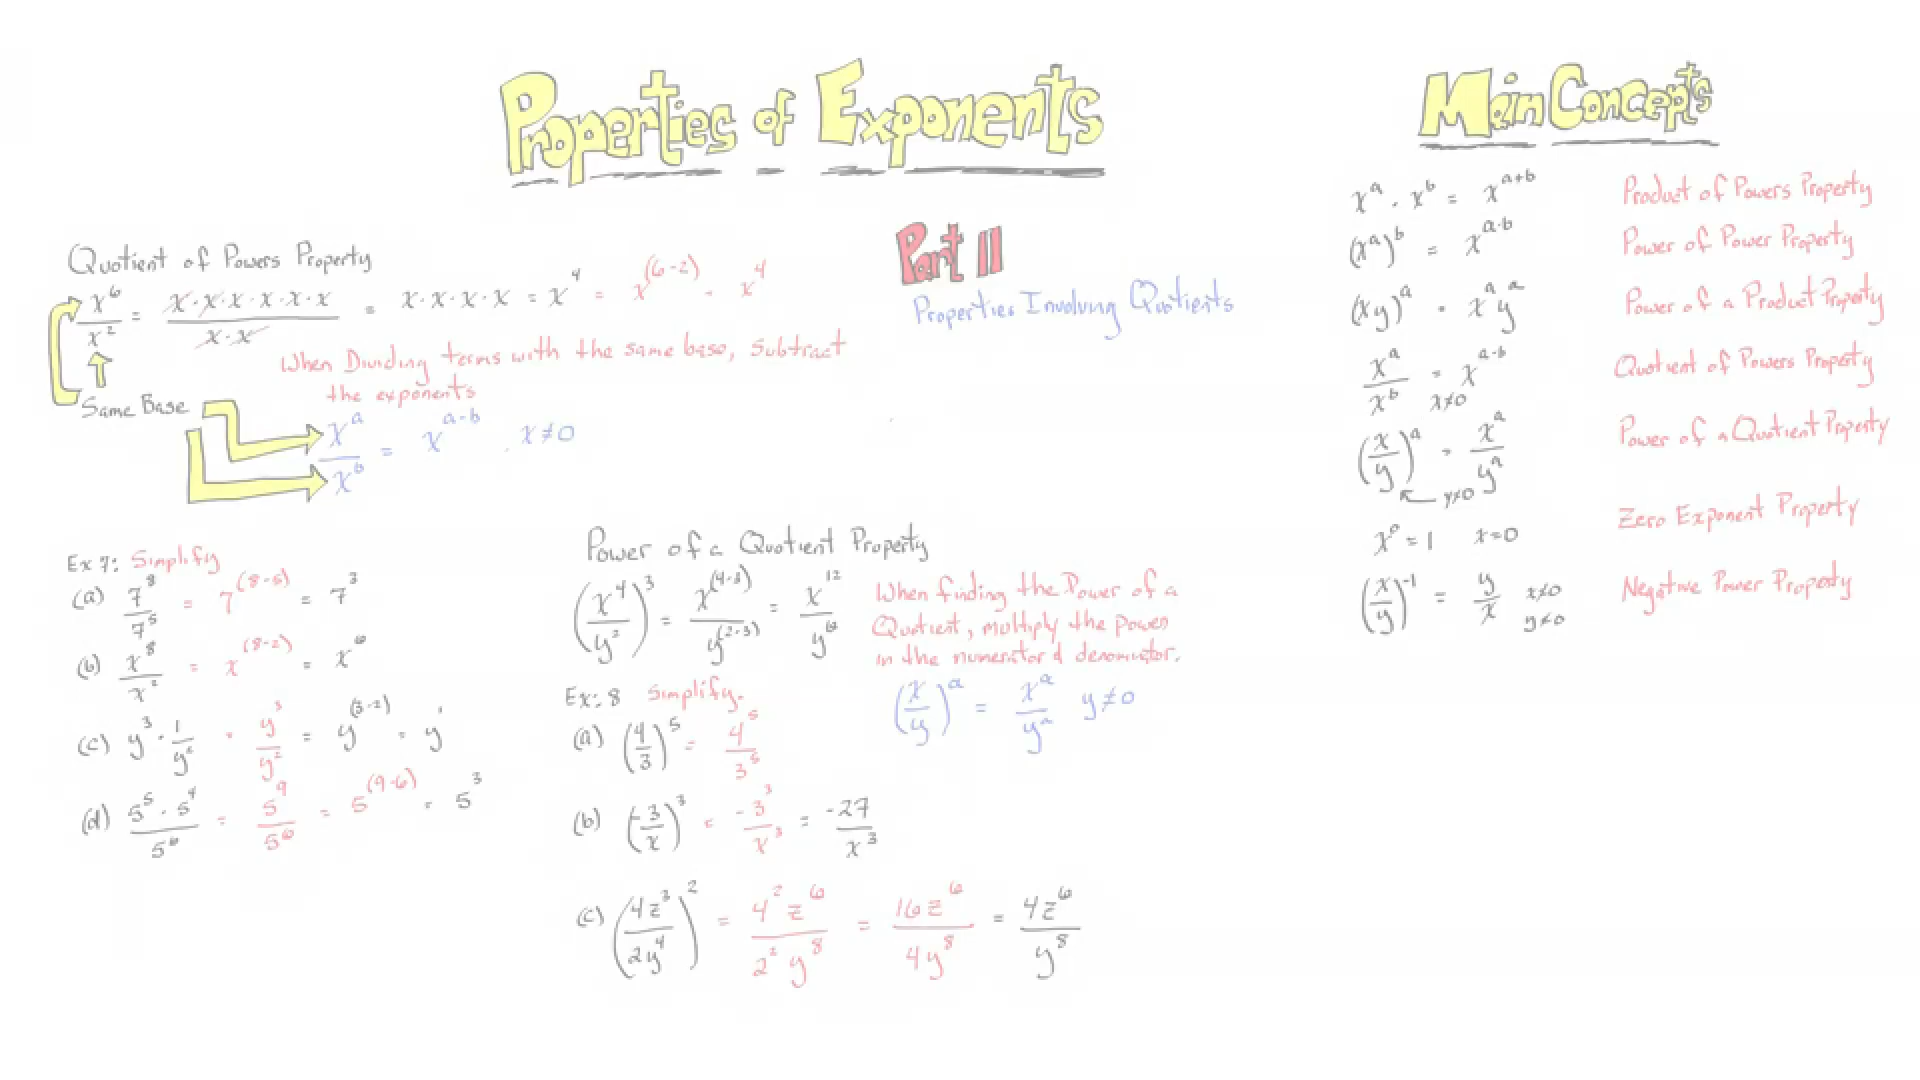 Properties of Exponents
Part II
Properties Involving Quotients
Quotient of Powers Property
x^6/x^2 = x·x·x·x·x·x/x·x = x·x·x·x = x^4 = x^(6-2) = x^4
When Dividing terms with the same base, Subtract
the exponents
Same Base
x^a/x^b = x^(a-b), x≠0
Ex 7: Simplify
(a) 7^8/7^5 = 7^(8-5) = 7^3
(b) x^8/x^2 = x^(8-2) = x^6
(c) y^3 · 1/y^2 = y^3/y^2 = y^(3-2) = y^1
(d) 5^5·5^4/5^6 = 5^9/5^6 = 5^(9-6) = 5^3
Power of a Quotient Property
(x^4/y^2)^3 = x^(4·3)/y^(2·3) = x^12/y^6
When finding the Power of a
Quotient, multiply the power
in the numerator & denominator.
(x/y)^a = x^a/y^a y≠0
Ex: 8 Simplify.
(a) (4/3)^5 = 4^5/3^5
(b) (-3/x)^3 = -3^3/x^3 = -27/x^3
(c) (4z^3/2y^4)^2 = 4^2z^6/2^2y^8 = 16z^6/4y^8 = 4z^6/y^8
Main Concepts
x^a · x^b = x^(a+b) Product of Powers Property
(x^a)^b = x^(a·b) Power of Power Property
(xy)^a = x^a y^a Power of a Product Property
x^a/x^b = x^(a-b) x≠0 Quotient of Powers Property
(x/y)^a = x^a/y^a y≠0 Power of a Quotient Property
x^0 = 1 x=0 Zero Exponent Property
(x/y)^-1 = y/x x≠0 y≠0 Negative Power Property